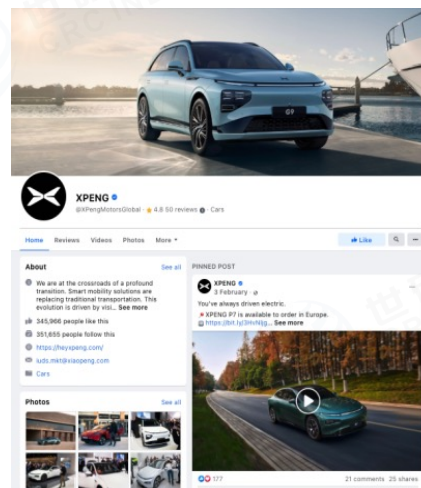 G9
XPENG
@XPengMotorsGlobal · 4.8 50 reviews · Cars
Home Reviews Videos Photos More
Like
About See all
We are at the crossroads of a profound
transition. Smart mobility solutions are
replacing traditional transportation. This
evolution is driven by visi... See more
345,966 people like this
351,655 people follow this
https://heyxpeng.com/
iuds.mkt@xiaopeng.com
Cars
Photos See all
PINNED POST
XPENG
3 February ·
You've always driven electric.
XPENG P7 is available to order in Europe.
See more
177 21 comments 25 shares